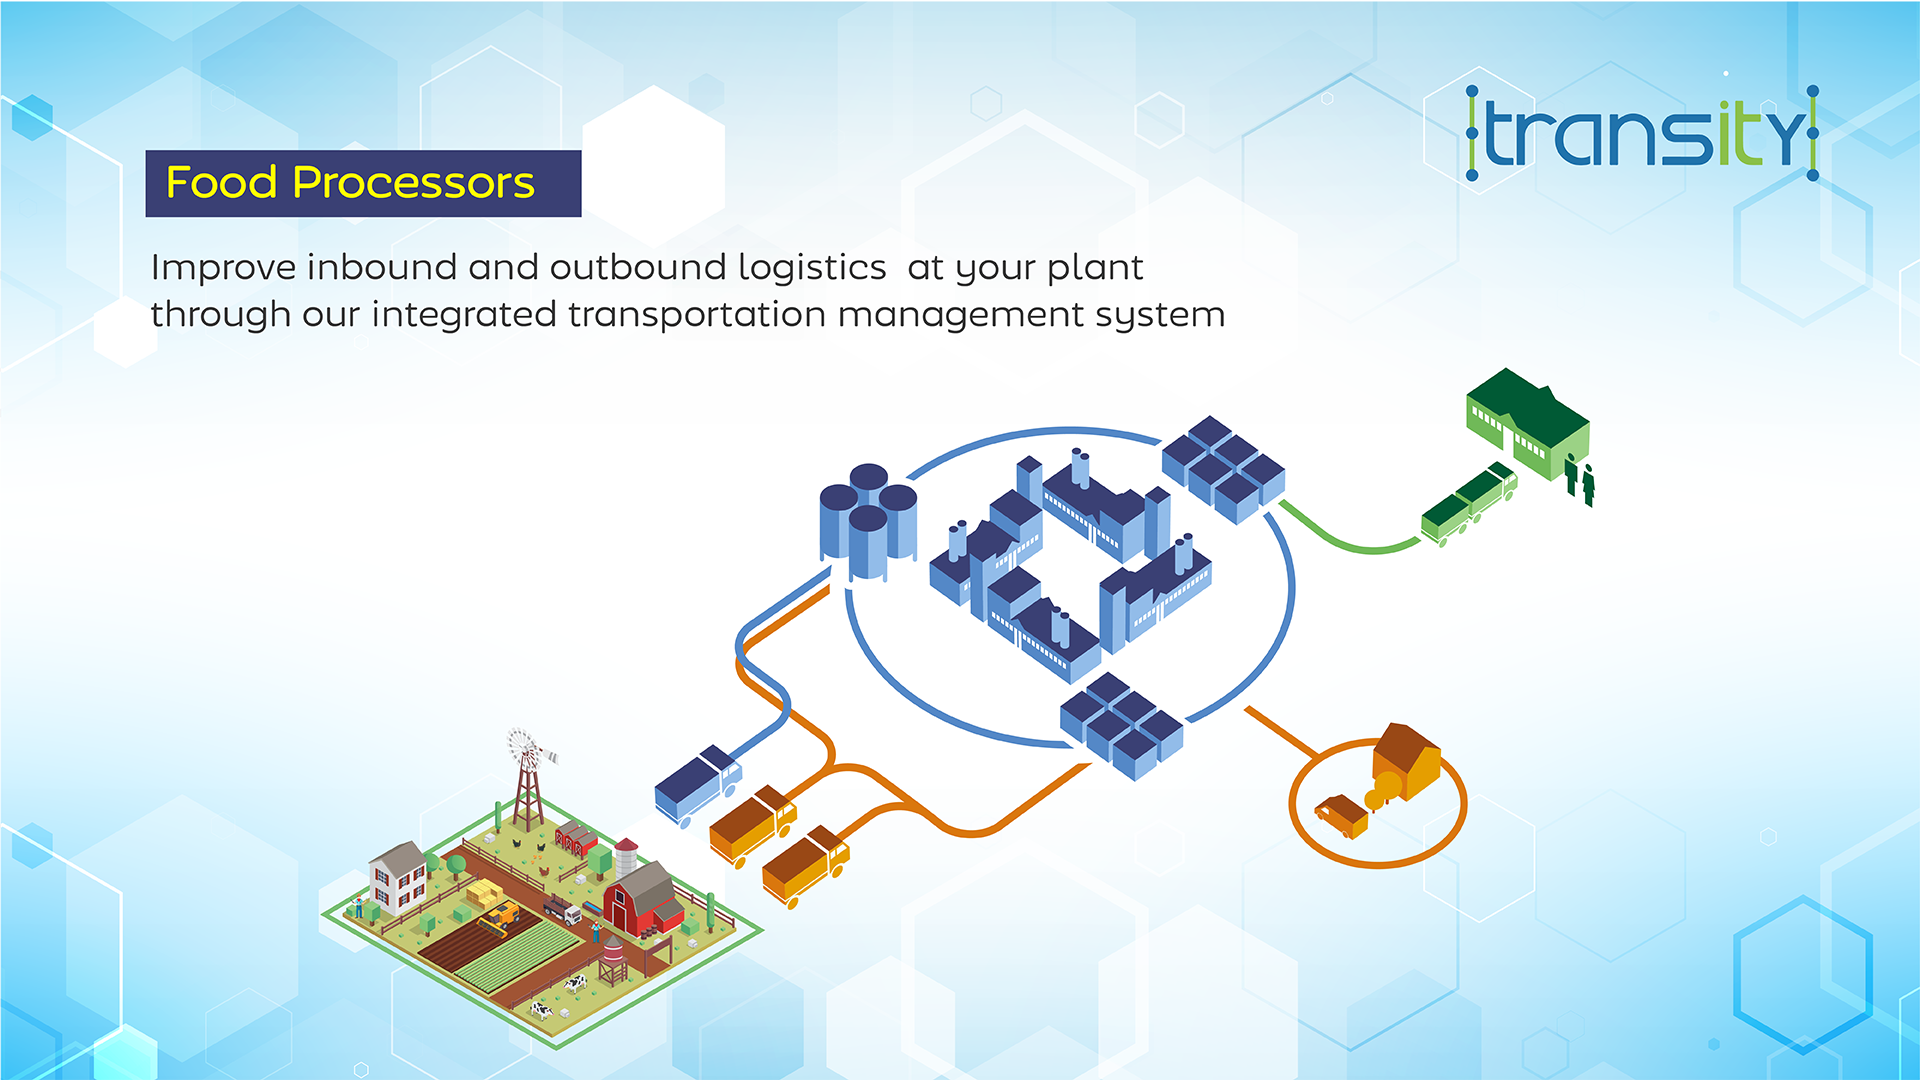 transity
Food Processors
Improve inbound and outbound logistics at your plant
through our integrated transportation management system